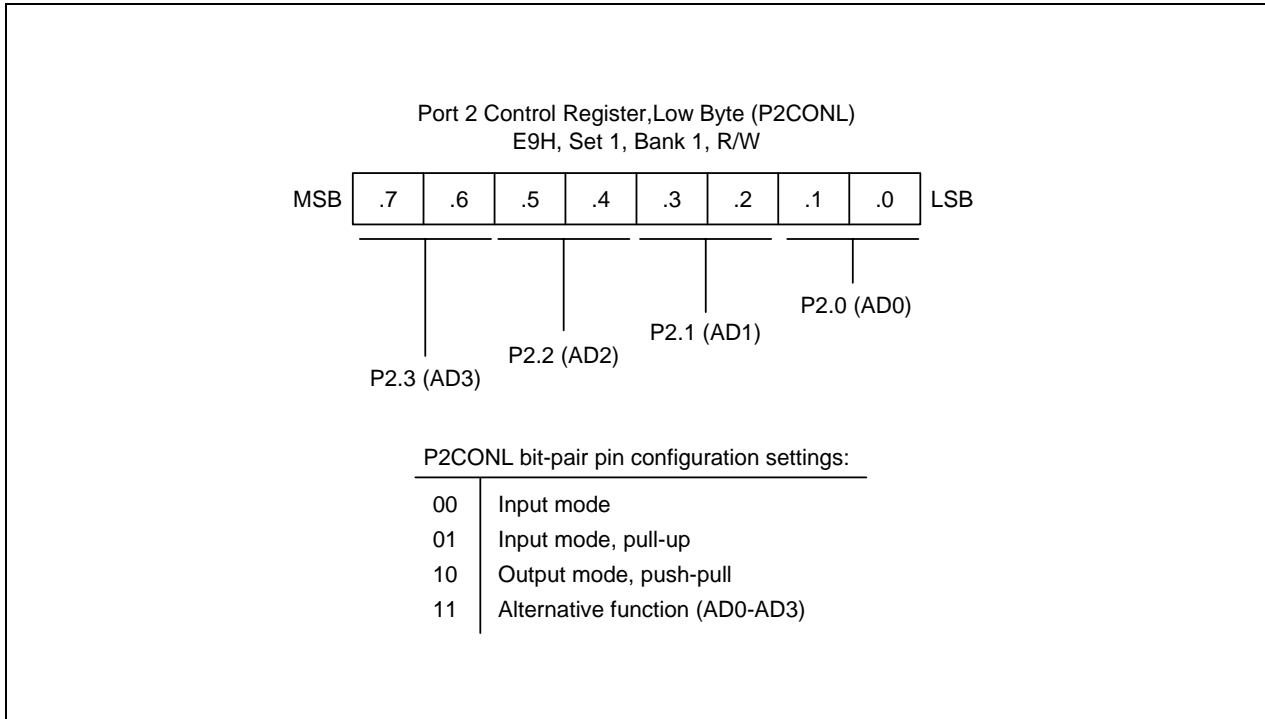 Port 2 Control Register,Low Byte (P2CONL)
E9H, Set 1, Bank 1, R/W
MSB .7 .6 .5 .4 .3 .2 .1 .0 LSB
P2.0 (AD0)
P2.1 (AD1)
P2.2 (AD2)
P2.3 (AD3)
P2CONL bit-pair pin configuration settings:
00 Input mode
01 Input mode, pull-up
10 Output mode, push-pull
11 Alternative function (AD0-AD3)